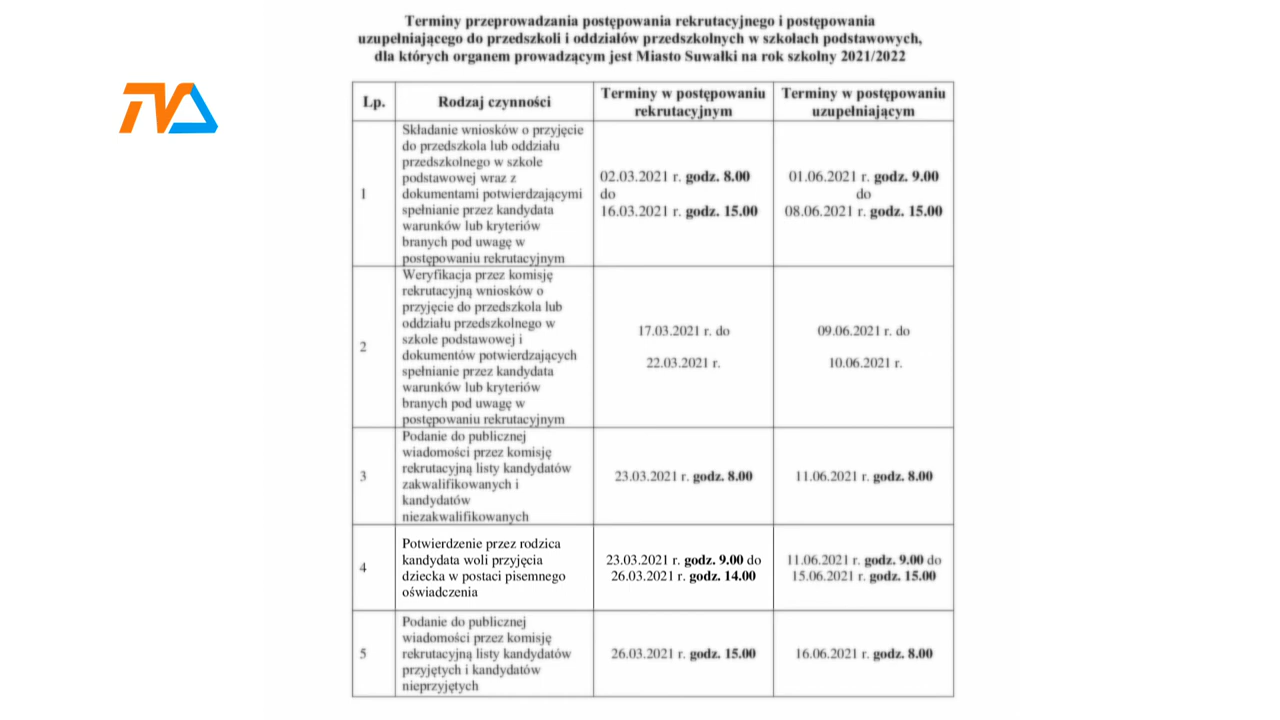 Terminy przeprowadzania postępowania rekrutacyjnego i postępowania
uzupełniającego do przedszkoli i oddziałów przedszkolnych w szkołach podstawowych,
dla których organem prowadzącym jest Miasto Suwałki na rok szkolny 2021/2022
TVA
Lp.
Rodzaj czynności
Terminy w postępowaniu
rekrutacyjnym
Terminy w postępowaniu
uzupełniającym
1
Składanie wniosków o przyjęcie
do przedszkola lub oddziału
przedszkolnego w szkole
podstawowej wraz z
dokumentami potwierdzającymi
spełnianie przez kandydata
warunków lub kryteriów
branych pod uwagę w
postępowaniu rekrutacyjnym
02.03.2021 r. godz. 8.00
do
16.03.2021 r. godz. 15.00
01.06.2021 r. godz. 9.00
do
08.06.2021 r. godz. 15.00
2
Weryfikacja przez komisję
rekrutacyjną wniosków o
przyjęcie do przedszkola lub
oddziału przedszkolnego w
szkole podstawowej i
dokumentów potwierdzających
spełnianie przez kandydata
warunków lub kryteriów
branych pod uwagę w
postępowaniu rekrutacyjnym
17.03.2021 r. do
22.03.2021 r.
09.06.2021 r. do
10.06.2021 r.
3
Podanie do publicznej
wiadomości przez komisję
rekrutacyjną listy kandydatów
zakwalifikowanych i
kandydatów
niezakwalifikowanych
23.03.2021 r. godz. 8.00
11.06.2021 r. godz. 8.00
4
Potwierdzenie przez rodzica
kandydata woli przyjęcia
dziecka w postaci pisemnego
oświadczenia
23.03.2021 r. godz. 9.00 do
26.03.2021 r. godz. 14.00
11.06.2021 r. godz. 9.00 do
15.06.2021 r. godz. 15.00
5
Podanie do publicznej
wiadomości przez komisję
rekrutacyjną listy kandydatów
przyjętych i kandydatów
nieprzyjętych
26.03.2021 r. godz. 15.00
16.06.2021 r. godz. 8.00